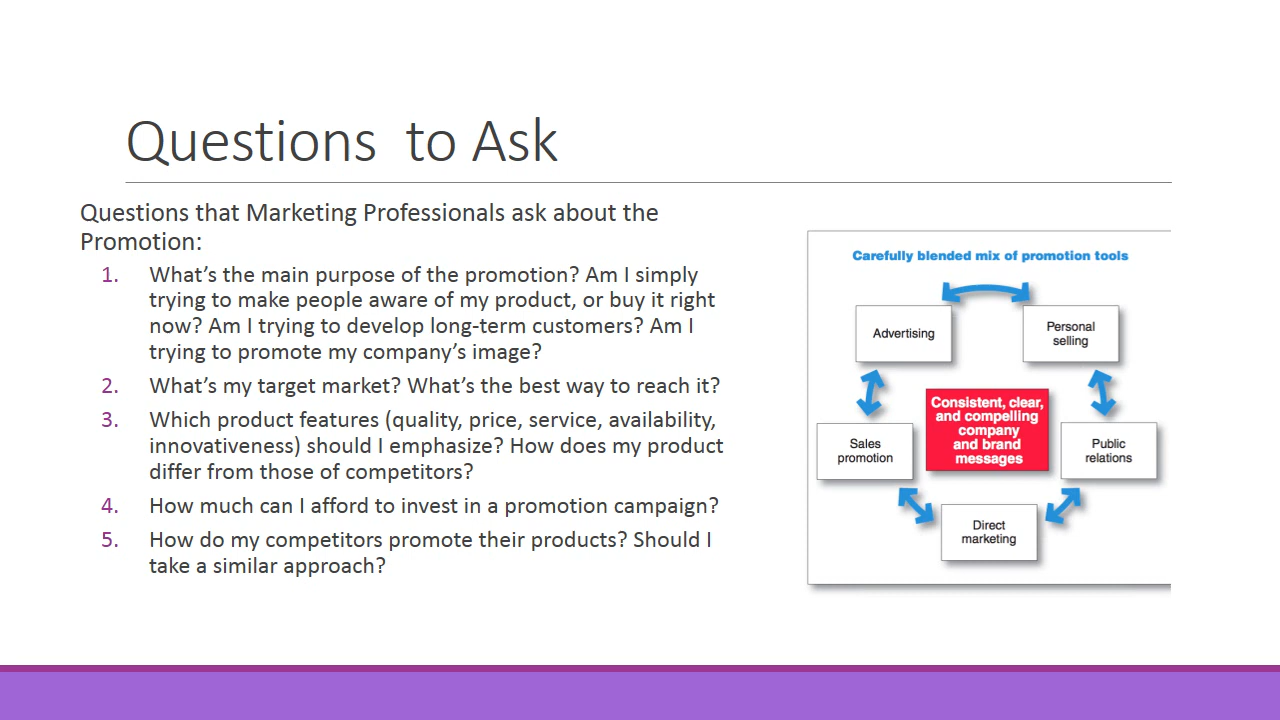 Questions  to Ask
Questions that Marketing Professionals ask about the
Promotion:
1. What’s the main purpose of the promotion? Am I simply
trying to make people aware of my product, or buy it right
now? Am I trying to develop long-term customers? Am I
trying to promote my company’s image?
2. What’s my target market? What’s the best way to reach it?
3. Which product features (quality, price, service, availability,
innovativeness) should I emphasize? How does my product
differ from those of competitors?
4. How much can I afford to invest in a promotion campaign?
5. How do my competitors promote their products? Should I
take a similar approach?
Carefully blended mix of promotion tools
Advertising
Personal
selling
Consistent, clear,
and compelling
company
and brand
messages
Sales
promotion
Public
relations
Direct
marketing